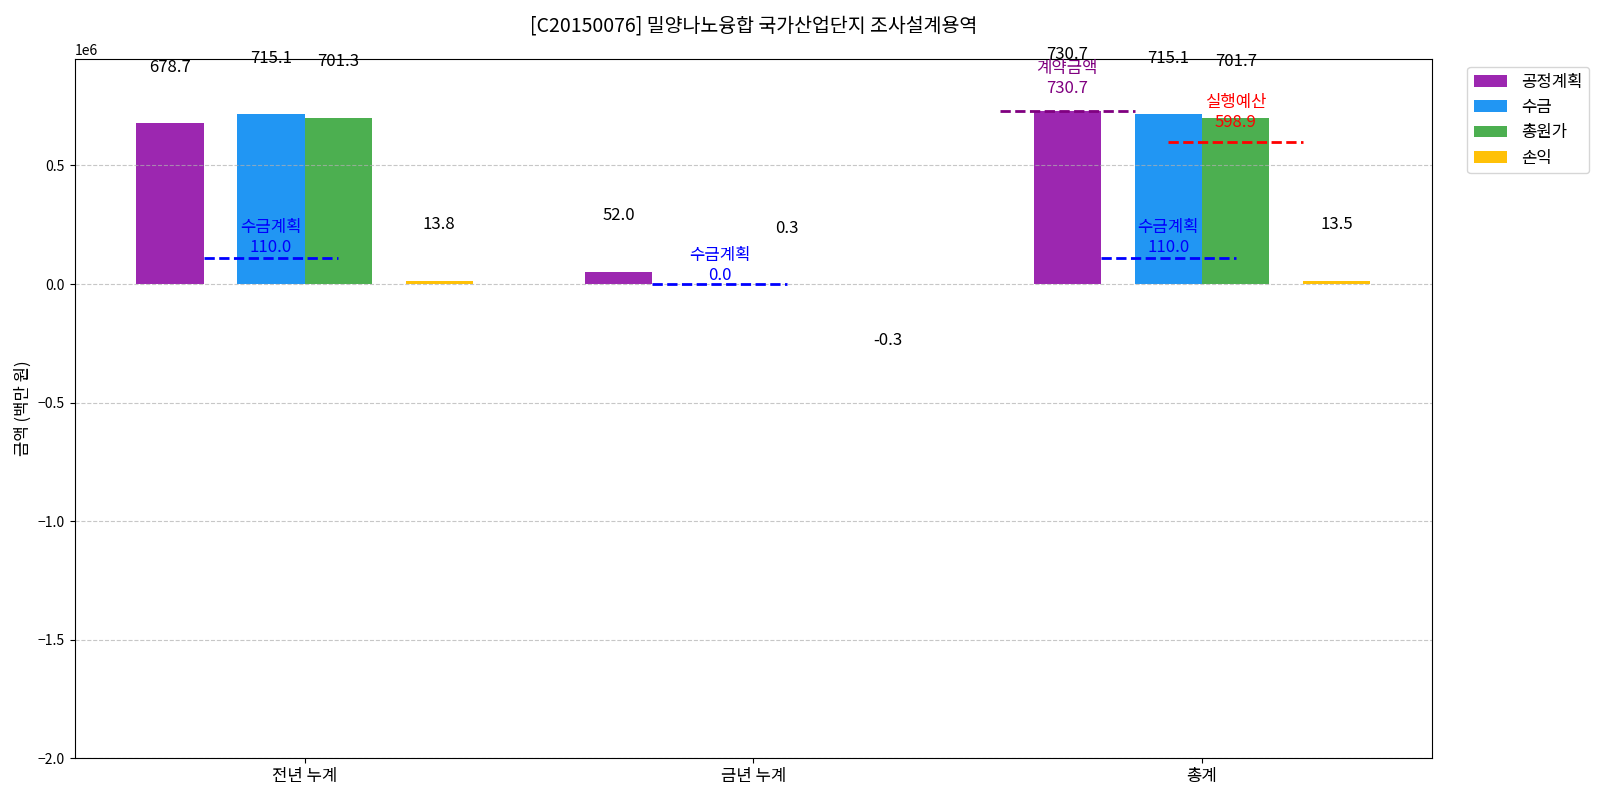 [C20150076] 밀양나노융합 국가산업단지 조사설계용역
1e6
금액 (백만 원)
0.5
0.0
−0.5
−1.0
−1.5
−2.0
678.7
715.1
701.3
13.8
수금계획
110.0
52.0
0.3
-0.3
수금계획
0.0
730.7
계약금액
730.7
715.1
701.7
실행예산
598.9
13.5
수금계획
110.0
전년 누계
금년 누계
총계
공정계획
수금
총원가
손익